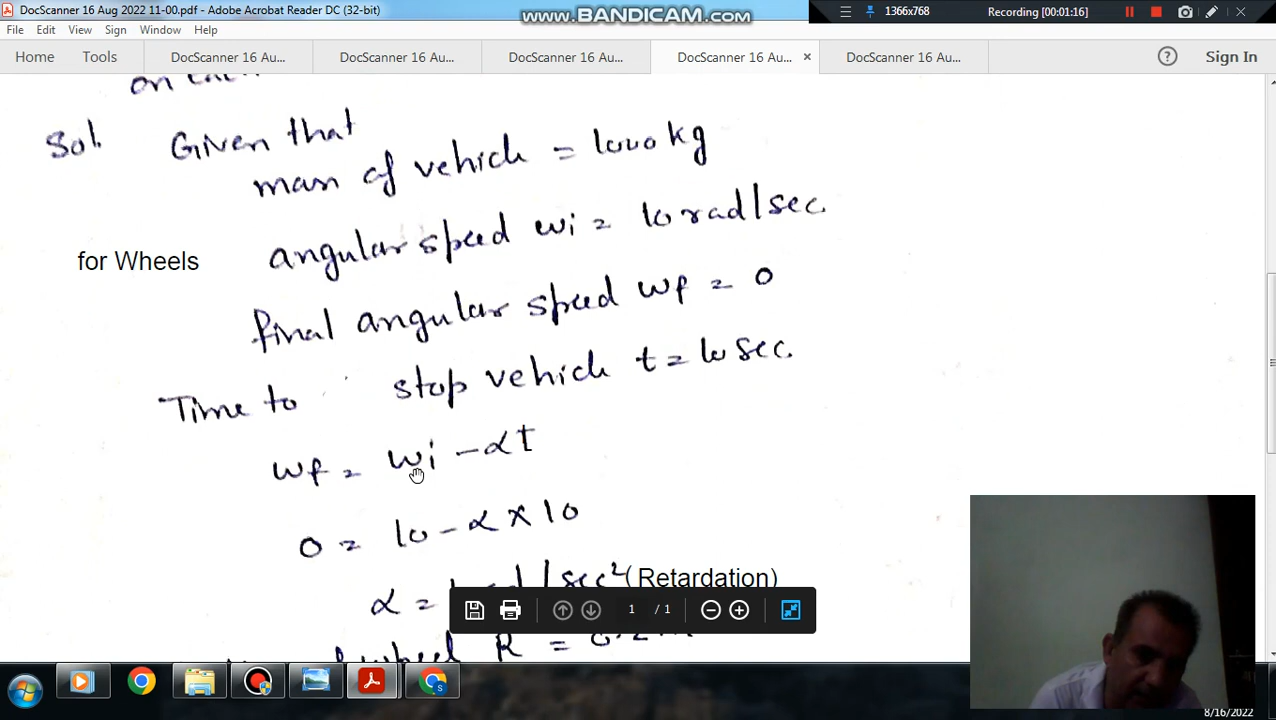 DocScanner 16 Aug 2022 11-00.pdf - Adobe Acrobat Reader DC (32-bit)
www.BANDICAM.com
1366x768
Recording [00:01:16]
File Edit View Sign Window Help
Home Tools DocScanner 16 Au... DocScanner 16 Au... DocScanner 16 Au... DocScanner 16 Au... × DocScanner 16 Au... Sign In
Sol. Given that
mass of vehicle = 1000 kg
for Wheels angular speed wi = 10 rad/sec.
final angular speed wf = 0
Time to stop vehicle t = 10 sec.
wf = wi - αt
0 = 10 - α × 10
α = /sec² (Retardation)
wheel R =
1 / 1
8/16/2022